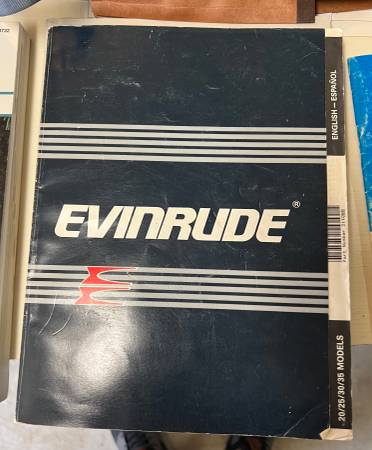 EVINRUDE®
ENGLISH – ESPAÑOL
20/25/30/35 MODELS